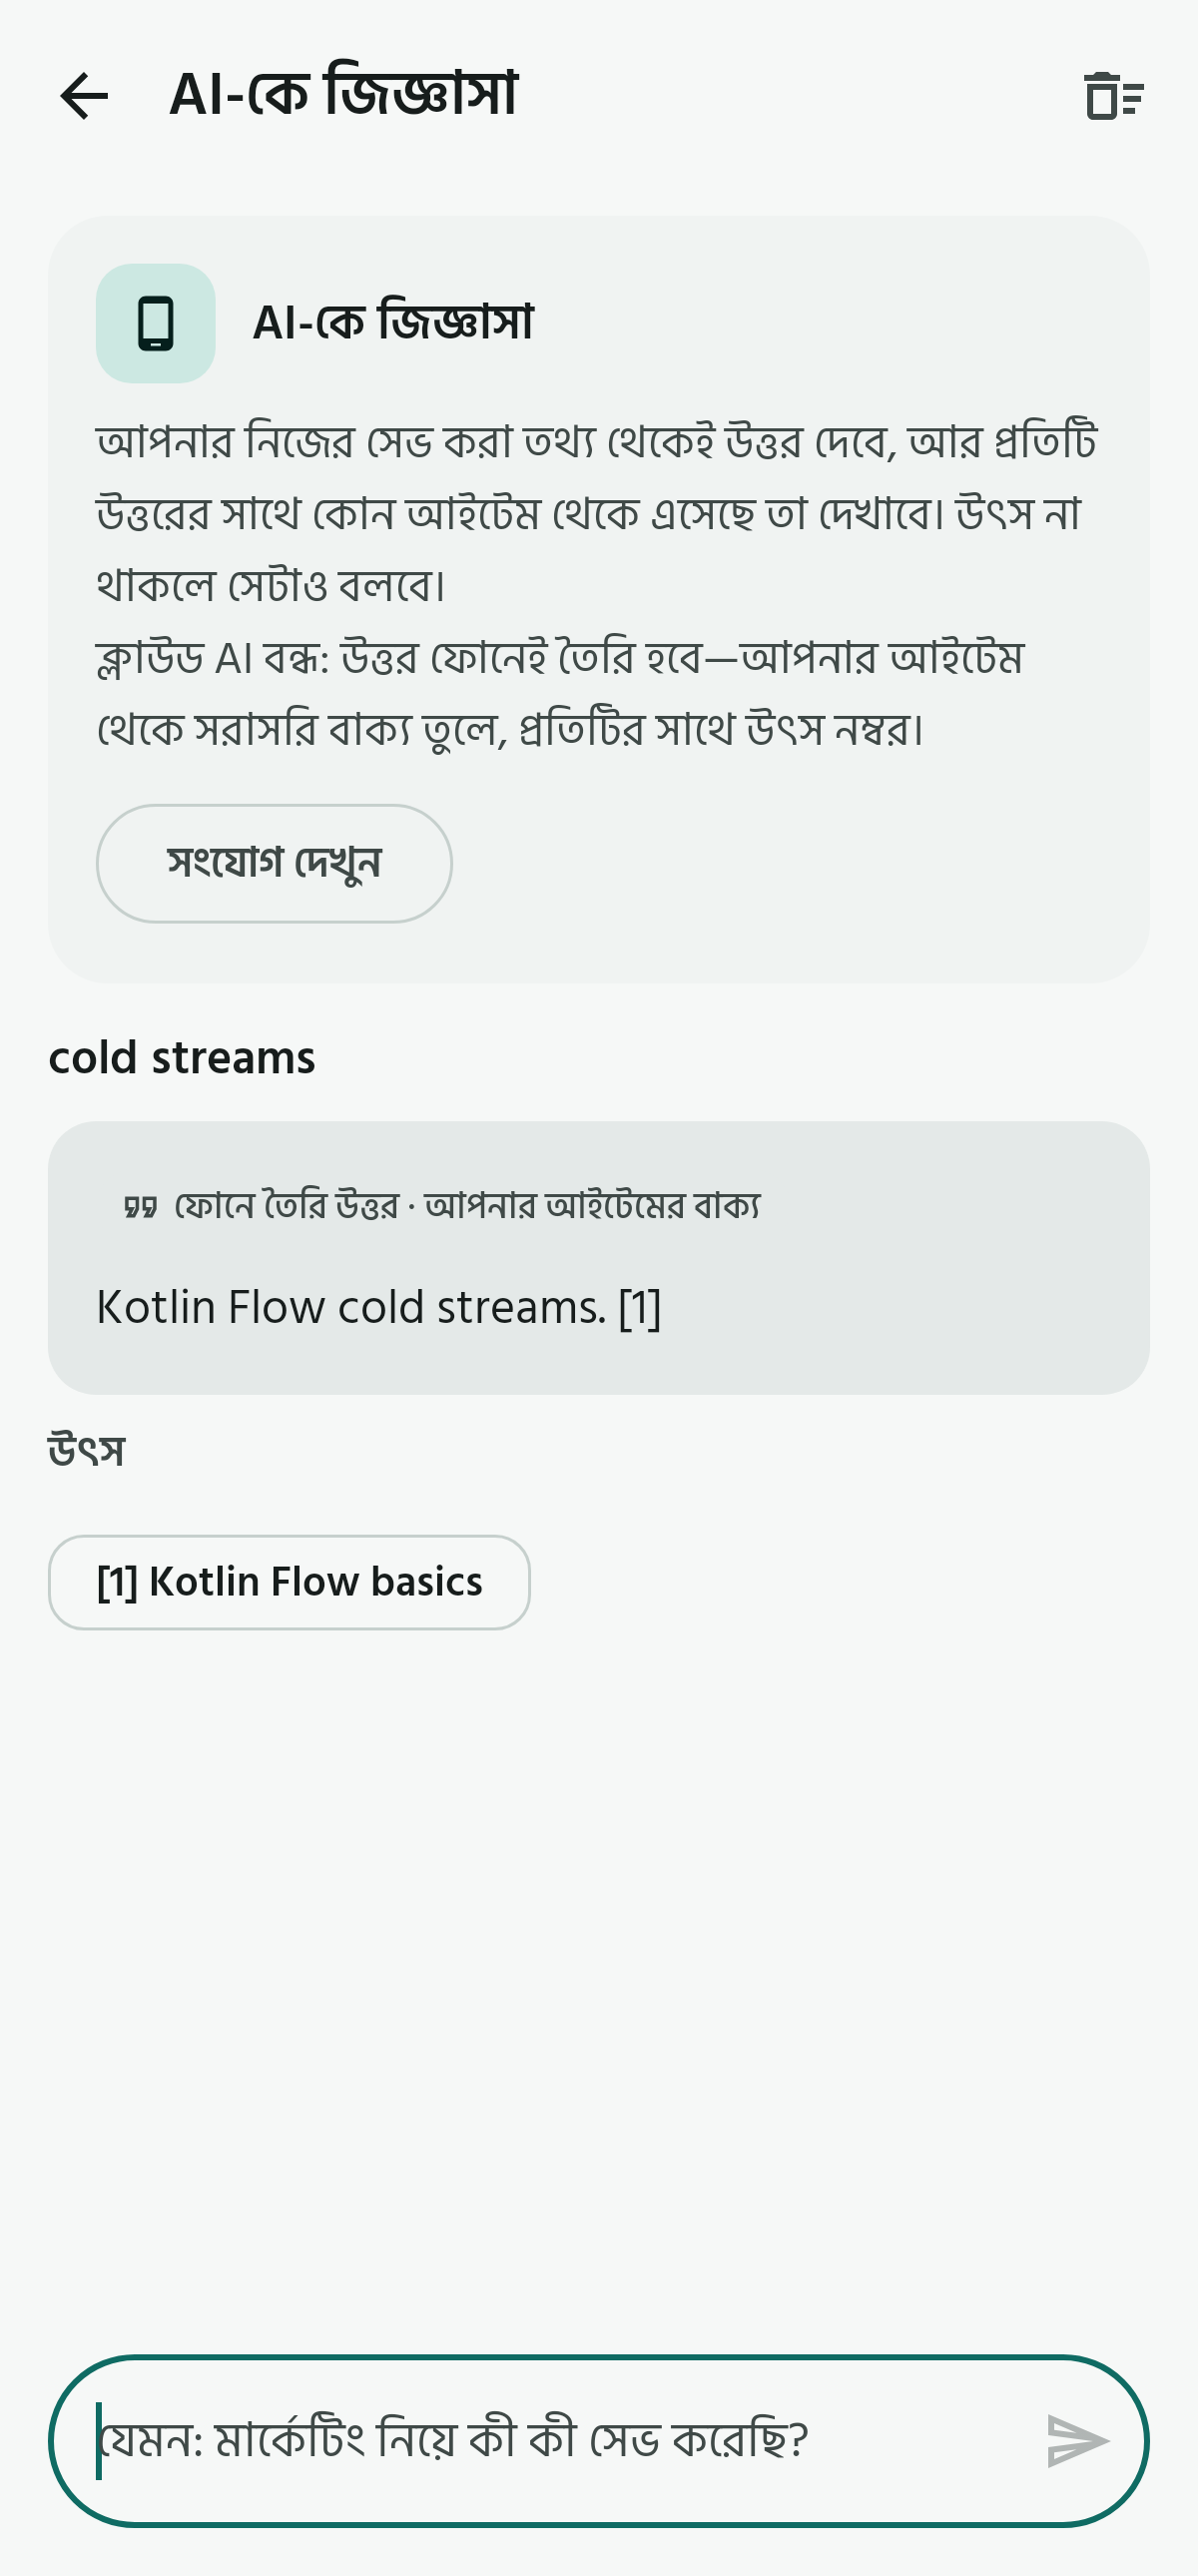 AI-কে জিজ্ঞাসা
AI-কে জিজ্ঞাসা
আপনার নিজের সেভ করা তথ্য থেকেই উত্তর দেবে, আর প্রতিটি
উত্তরের সাথে কোন আইটেম থেকে এসেছে তা দেখাবে। উৎস না
থাকলে সেটাও বলবে।
ক্লাউড AI বন্ধ: উত্তর ফোনেই তৈরি হবে—আপনার আইটেম
থেকে সরাসরি বাক্য তুলে, প্রতিটির সাথে উৎস নম্বর।
সংযোগ দেখুন
cold streams
ফোনে তৈরি উত্তর · আপনার আইটেমের বাক্য
Kotlin Flow cold streams. [1]
উৎস
[1] Kotlin Flow basics
যেমন: মার্কেটিং নিয়ে কী কী সেভ করেছি?